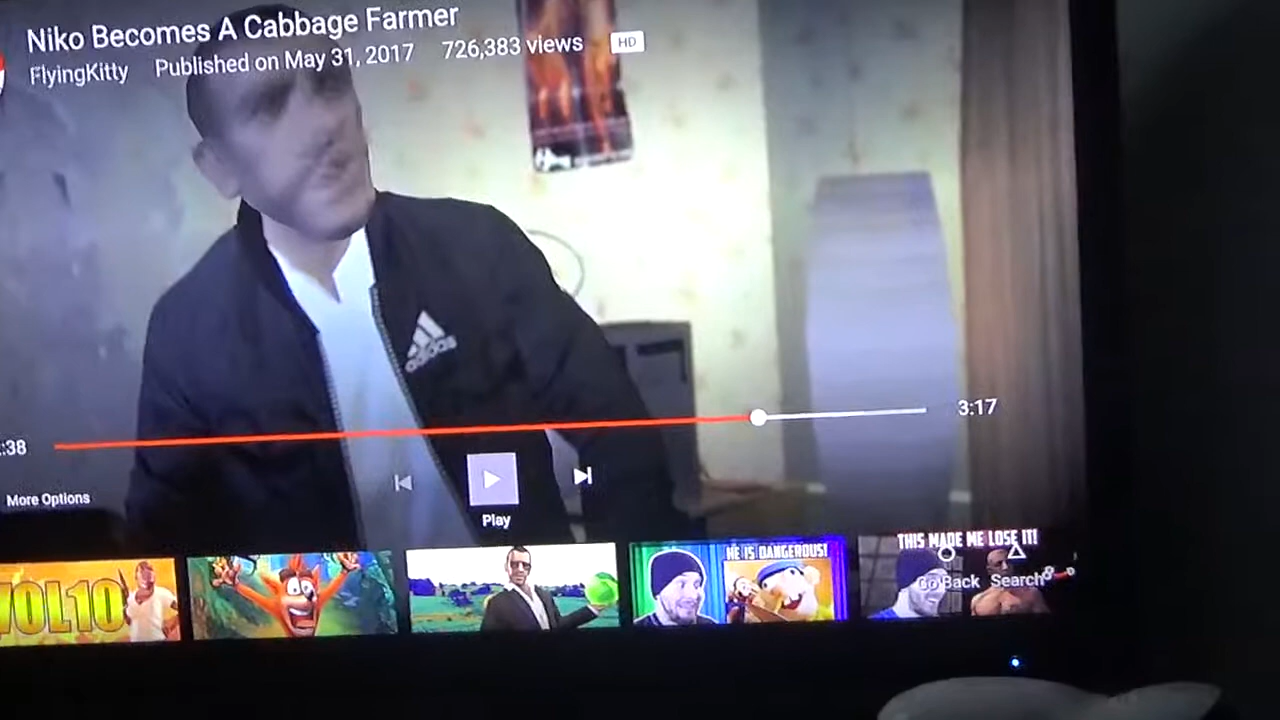 Niko Becomes A Cabbage Farmer
FlyingKitty Published on May 31, 2017 726,383 views HD
adidas
:38
3:17
More Options
Play
VOL10
HE IS DANGEROUS!
THIS MADE ME LOSE IT!
Go Back Search